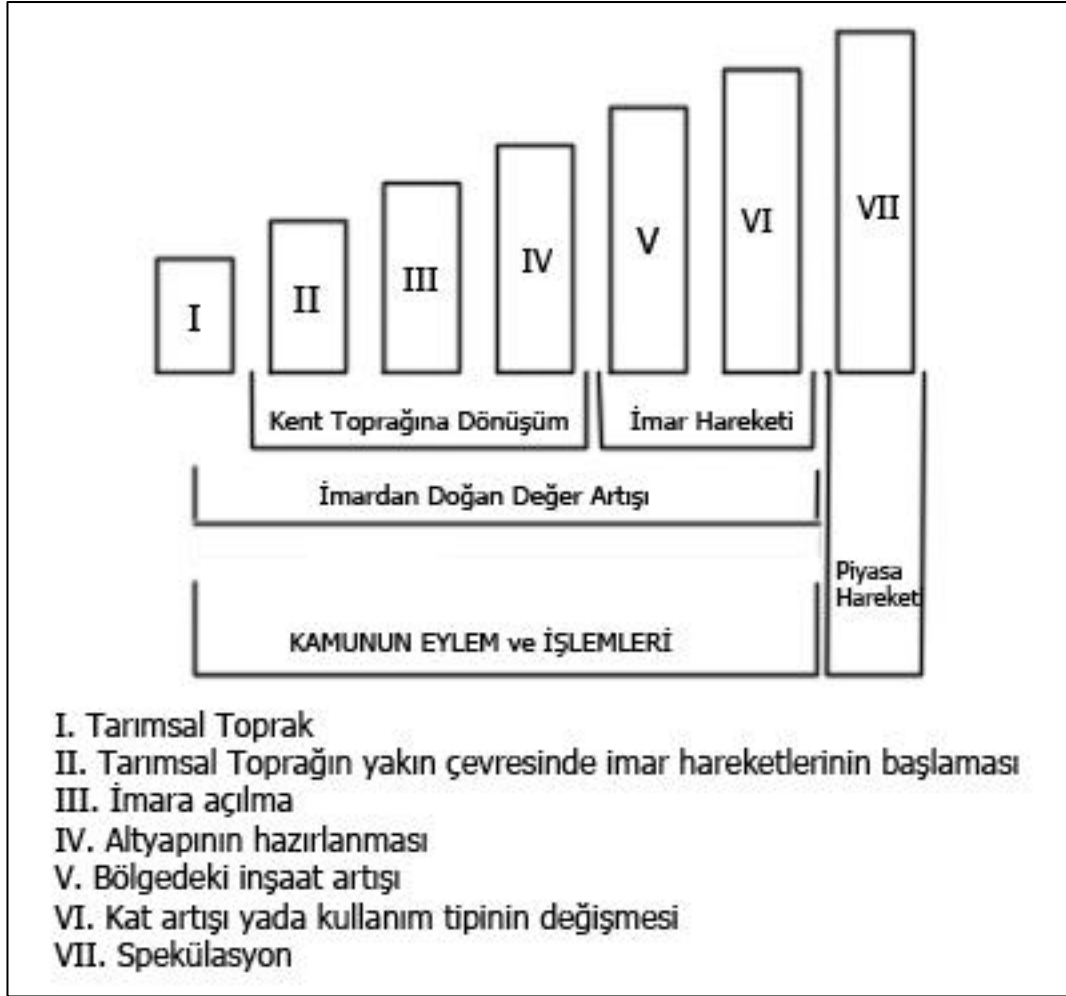 I
II
III
IV
V
VI
VII
Kent Toprağına Dönüşüm
İmar Hareketi
İmardan Doğan Değer Artışı
Piyasa
Hareketi
KAMUNUN EYLEM ve İŞLEMLERİ
I. Tarımsal Toprak
II. Tarımsal Toprağın yakın çevresinde imar hareketlerinin başlaması
III. İmara açılma
IV. Altyapının hazırlanması
V. Bölgedeki inşaat artışı
VI. Kat artışı yada kullanım tipinin değişmesi
VII. Spekülasyon